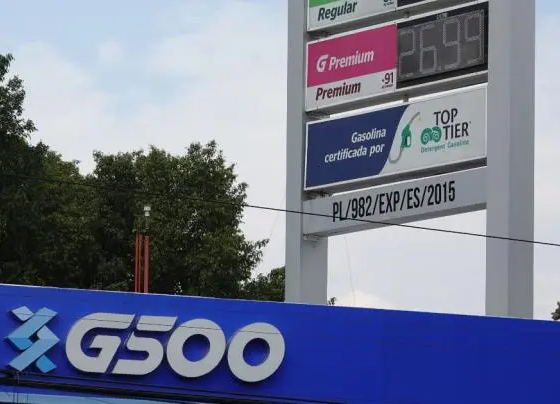 Regular
G Premium
Premium
+91
26.99
Gasolina
certificada por
TOP
TIER
Detergent Gasoline
PL/982/EXP/ES/2015
G500